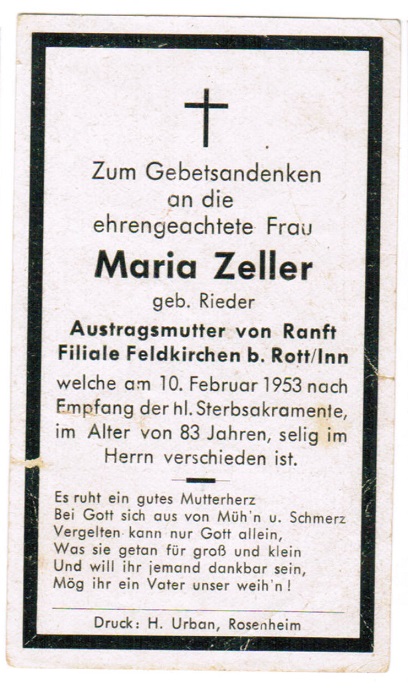 Zum Gebetsandenken
an die
ehrengeachtete Frau
Maria Zeller
geb. Rieder
Austragsmutter von Ranft
Filiale Feldkirchen b. Rott/Inn
welche am 10. Februar 1953 nach
Empfang der hl. Sterbsakramente,
im Alter von 83 Jahren, selig im
Herrn verschieden ist.
Es ruht ein gutes Mutterherz
Bei Gott sich aus von Müh'n u. Schmerz
Vergelten kann nur Gott allein,
Was sie getan für groß und klein
Und will ihr jemand dankbar sein,
Mög ihr ein Vater unser weih'n!
Druck: H. Urban, Rosenheim